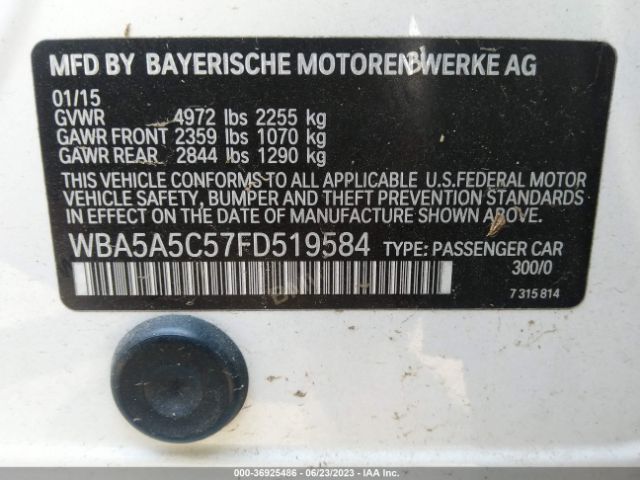 MFD BY BAYERISCHE MOTOREN WERKE AG
01/15
GVWR 4972 lbs 2255 kg
GAWR FRONT 2359 lbs 1070 kg
GAWR REAR 2844 lbs 1290 kg
THIS VEHICLE CONFORMS TO ALL APPLICABLE U.S.FEDERAL MOTOR
VEHICLE SAFETY, BUMPER AND THEFT PREVENTION STANDARDS IN
EFFECT ON THE DATE OF MANUFACTURE SHOWN ABOVE.
WBA5A5C57FD519584 TYPE: PASSENGER CAR
300/0
7 315 814
000-36925486 - 06/23/2023 - IAA Inc.